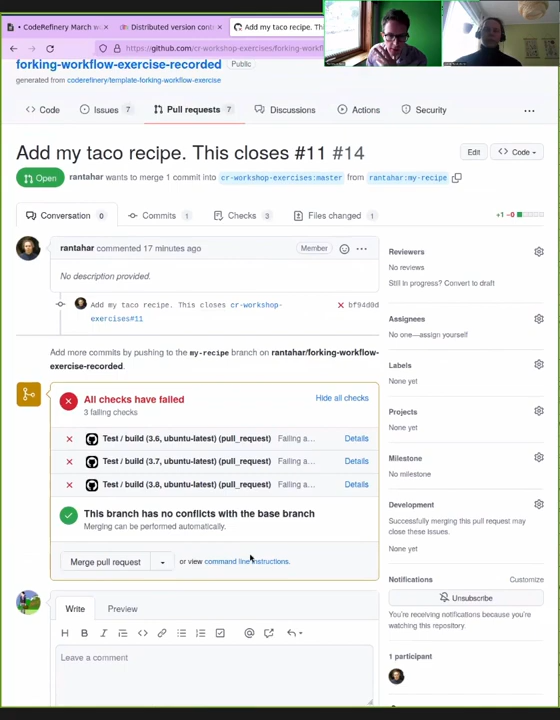 CodeRefinery March w
Distributed version cont
Add my taco recipe. Thi
https://github.com/cr-workshop-exercises/forking-workfl
forking-workflow-exercise-recorded Public
generated from coderefinery/template-forking-workflow-exercise
Code Issues 7 Pull requests 7 Discussions Actions Security
Add my taco recipe. This closes #11 #14
Edit Code
Open rantahar wants to merge 1 commit into cr-workshop-exercises:master from rantahar:my-recipe
Conversation 0 Commits 1 Checks 3 Files changed 1 +1 −0
rantahar commented 17 minutes ago Member
No description provided.
Add my taco recipe. This closes cr-workshop-exercises#11 bf94d0d
Add more commits by pushing to the my-recipe branch on rantahar/forking-workflow-
exercise-recorded.
All checks have failed Hide all checks
3 failing checks
Test / build (3.6, ubuntu-latest) (pull_request) Failing a… Details
Test / build (3.7, ubuntu-latest) (pull_request) Failing a… Details
Test / build (3.8, ubuntu-latest) (pull_request) Failing a… Details
This branch has no conflicts with the base branch
Merging can be performed automatically.
Merge pull request or view command line instructions.
Write Preview
Leave a comment
Reviewers
No reviews
Still in progress? Convert to draft
Assignees
No one—assign yourself
Labels
None yet
Projects
None yet
Milestone
No milestone
Development
Successfully merging this pull request may
close these issues.
None yet
Notifications Customize
Unsubscribe
You're receiving notifications because you're
watching this repository.
1 participant